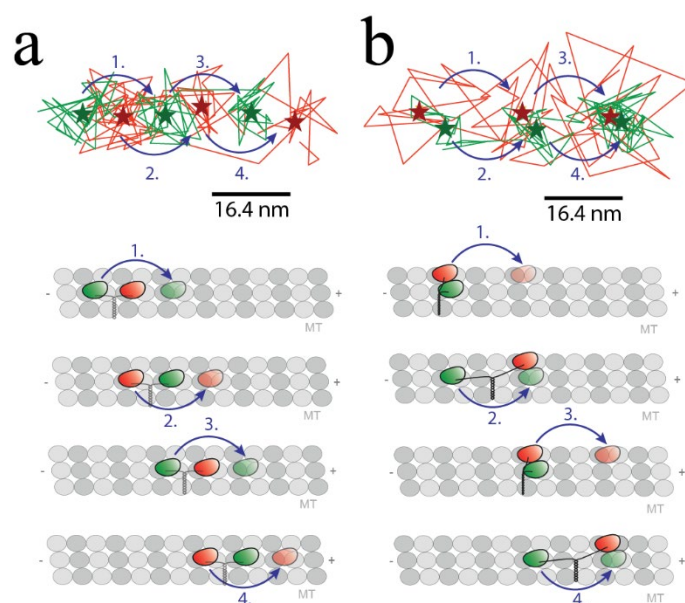 a
1.
3.
2.
4.
16.4 nm
1.
-
+
MT
2.
-
+
MT
3.
-
+
MT
4.
-
+
MT
b
1.
3.
2.
4.
16.4 nm
1.
-
+
MT
2.
-
+
MT
3.
-
+
MT
4.
-
+
MT